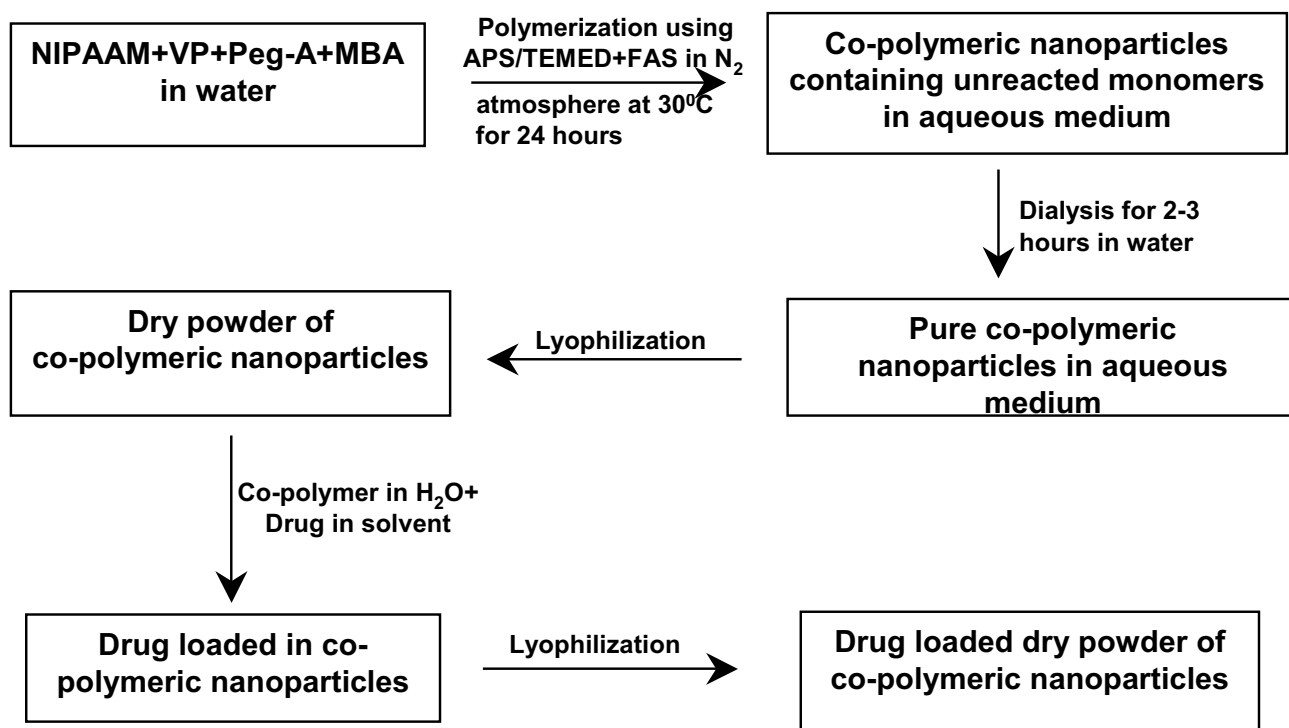 NIPAAM+VP+Peg-A+MBA
in water
Polymerization using
APS/TEMED+FAS in N₂
atmosphere at 30⁰C
for 24 hours
Co-polymeric nanoparticles
containing unreacted monomers
in aqueous medium
Dialysis for 2-3
hours in water
Pure co-polymeric
nanoparticles in aqueous
medium
Lyophilization
Dry powder of
co-polymeric nanoparticles
Co-polymer in H₂O+
Drug in solvent
Drug loaded in co-
polymeric nanoparticles
Lyophilization
Drug loaded dry powder of
co-polymeric nanoparticles